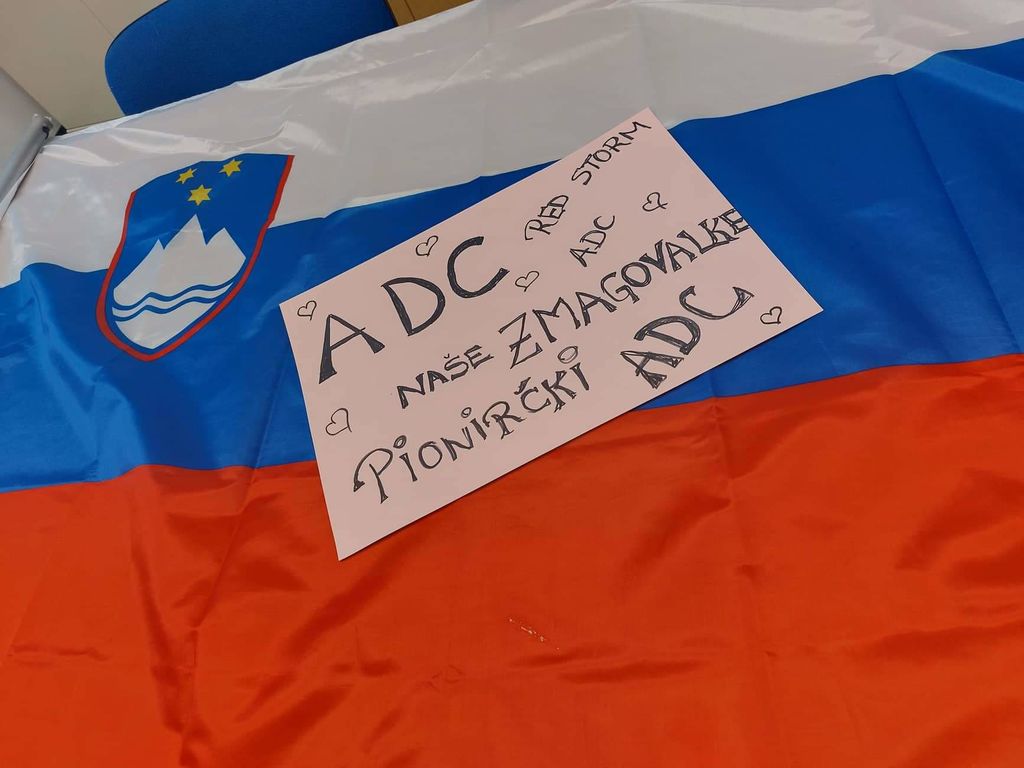 ADC RED STORM
ADC
NAŠE ZMAGOVALKE
PIONIRČKI ADC